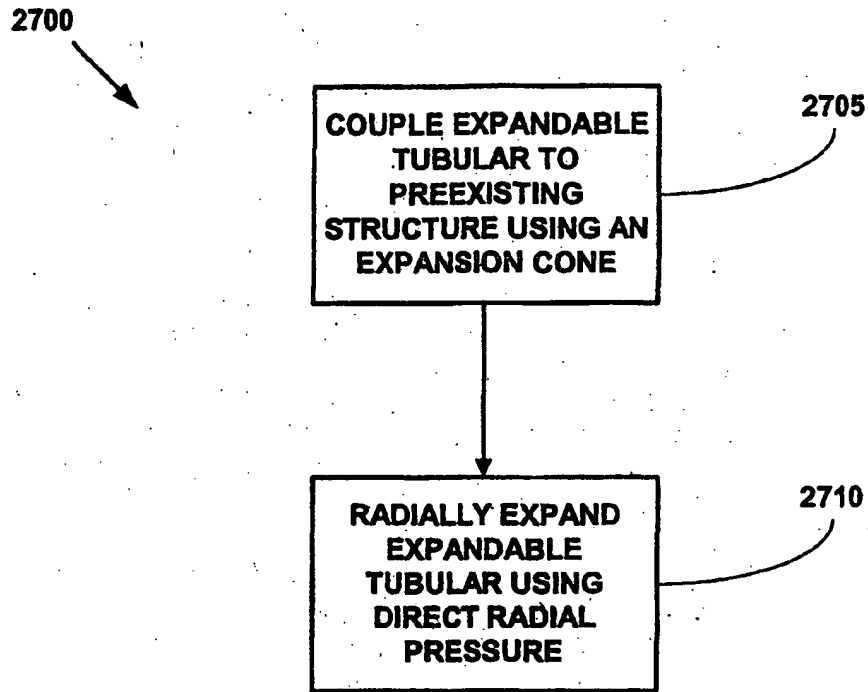 2700
2705
COUPLE EXPANDABLE
TUBULAR TO
PREEXISTING
STRUCTURE USING AN
EXPANSION CONE
2710
RADIALLY EXPAND
EXPANDABLE
TUBULAR USING
DIRECT RADIAL
PRESSURE